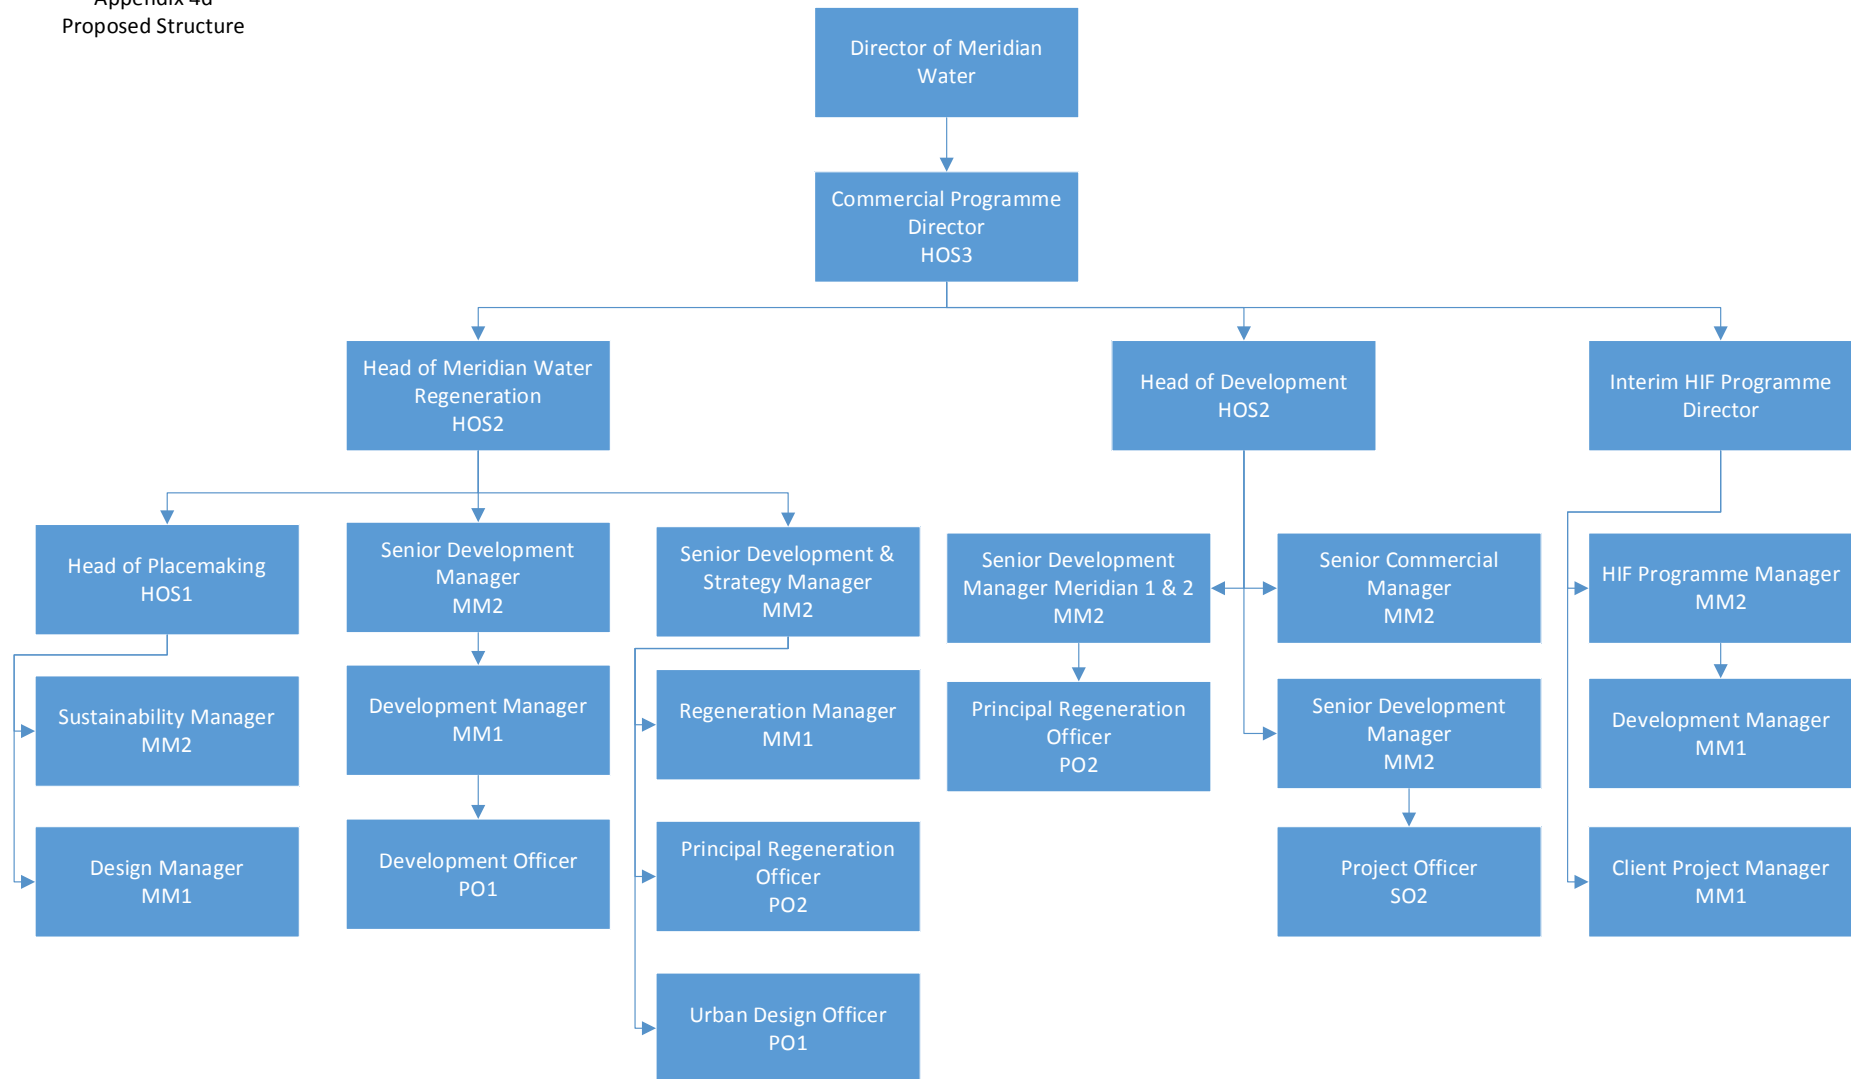 Appendix 4d
Proposed Structure
Director of Meridian
Water
Commercial Programme
Director
HOS3
Head of Meridian Water
Regeneration
HOS2
Head of Development
HOS2
Interim HIF Programme
Director
Head of Placemaking
HOS1
Senior Development
Manager
MM2
Senior Development &
Strategy Manager
MM2
Senior Development
Manager Meridian 1 & 2
MM2
Senior Commercial
Manager
MM2
HIF Programme Manager
MM2
Sustainability Manager
MM2
Development Manager
MM1
Regeneration Manager
MM1
Principal Regeneration
Officer
PO2
Senior Development
Manager
MM2
Development Manager
MM1
Design Manager
MM1
Development Officer
PO1
Principal Regeneration
Officer
PO2
Project Officer
SO2
Client Project Manager
MM1
Urban Design Officer
PO1